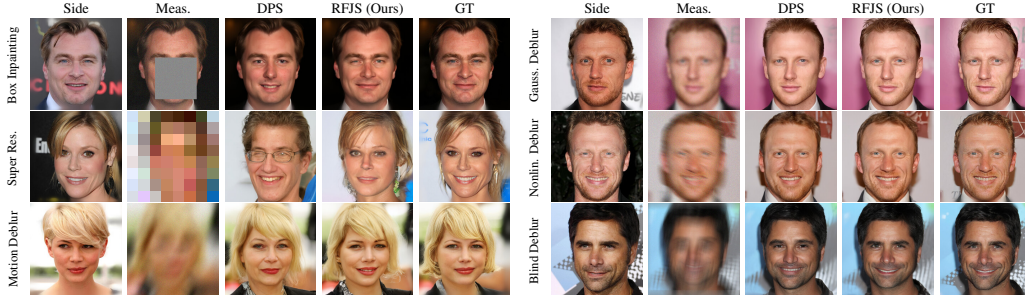 Side Meas. DPS RFJS (Ours) GT
Box Inpainting
Super Res.
Motion Deblur
Side Meas. DPS RFJS (Ours) GT
Gauss. Deblur
Nonlin. Deblur
Blind Deblur